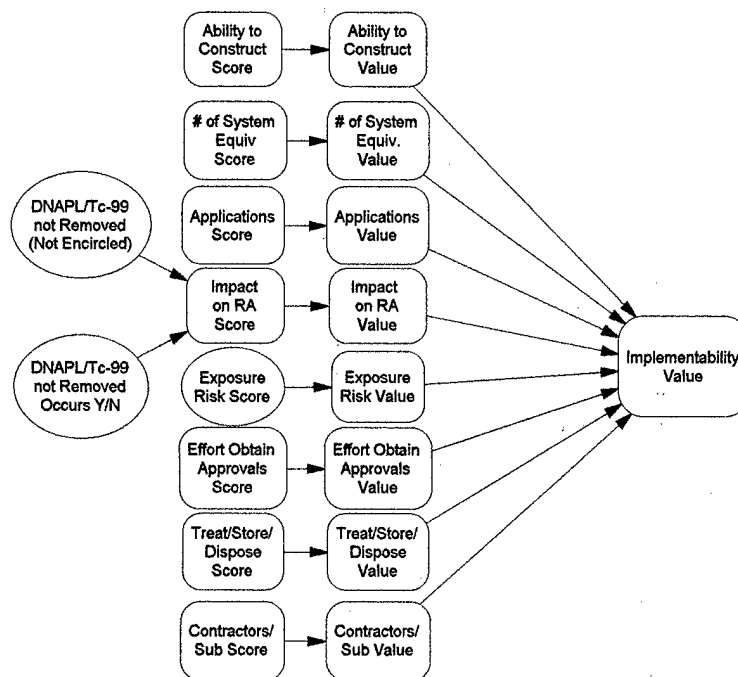 Ability to
Construct
Score
Ability to
Construct
Value
# of System
Equiv
Score
# of System
Equiv.
Value
DNAPL/Tc-99
not Removed
(Not Encircled)
Applications
Score
Applications
Value
Impact
on RA
Score
Impact
on RA
Value
Implementability
Value
DNAPL/Tc-99
not Removed
Occurs Y/N
Exposure
Risk Score
Exposure
Risk Value
Effort Obtain
Approvals
Score
Effort Obtain
Approvals
Value
Treat/Store/
Dispose
Score
Treat/Store/
Dispose
Value
Contractors/
Sub Score
Contractors/
Sub Value